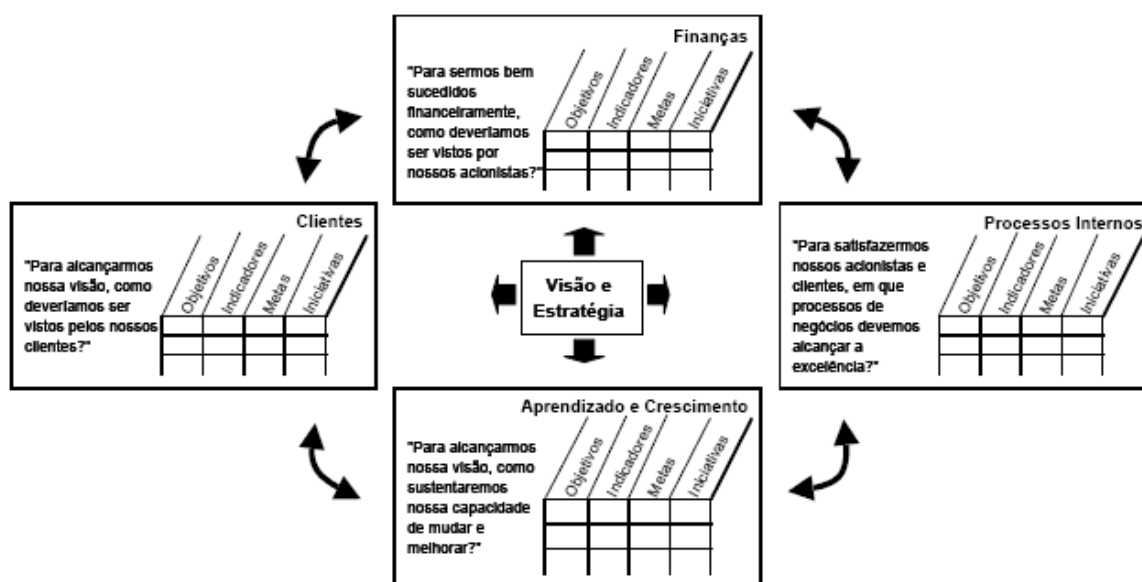 Finanças
"Para sermos bem
sucedidos
financeiramente,
como deveríamos
ser vistos por
nossos acionistas?"
Objetivos
Indicadores
Metas
Iniciativas
Clientes
"Para alcançarmos
nossa visão, como
deveríamos ser
vistos pelos nossos
clientes?"
Objetivos
Indicadores
Metas
Iniciativas
Visão e
Estratégia
Processos Internos
"Para satisfazermos
nossos acionistas e
clientes, em que
processos de
negócios devemos
alcançar a
excelência?"
Objetivos
Indicadores
Metas
Iniciativas
Aprendizado e Crescimento
"Para alcançarmos
nossa visão, como
sustentaremos
nossa capacidade
de mudar e
melhorar?"
Objetivos
Indicadores
Metas
Iniciativas